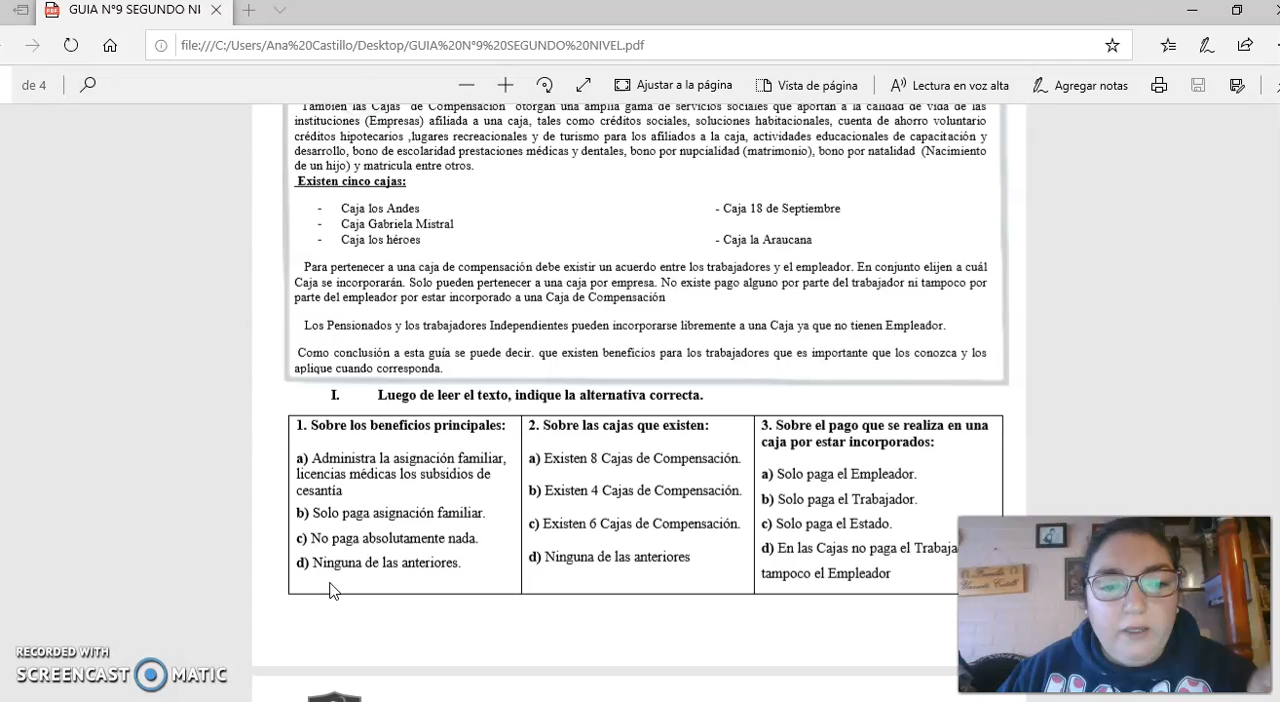 GUIA N°9 SEGUNDO NI
file:///C:/Users/Ana%20Castillo/Desktop/GUIA%20N°9%20SEGUNDO%20NIVEL.pdf
de 4
Ajustar a la página
Vista de página
Lectura en voz alta
Agregar notas
También las Cajas de Compensación otorgan una amplia gama de servicios sociales que aportan a la calidad de vida de las
instituciones (Empresas) afiliada a una caja, tales como créditos sociales, soluciones habitacionales, cuenta de ahorro voluntario
créditos hipotecarios ,lugares recreacionales y de turismo para los afiliados a la caja, actividades educacionales de capacitación y
desarrollo, bono de escolaridad prestaciones médicas y dentales, bono por nupcialidad (matrimonio), bono por natalidad (Nacimiento
de un hijo) y matricula entre otros.
Existen cinco cajas:
- Caja los Andes - Caja 18 de Septiembre
- Caja Gabriela Mistral
- Caja los héroes - Caja la Araucana
Para pertenecer a una caja de compensación debe existir un acuerdo entre los trabajadores y el empleador. En conjunto elijen a cuál
Caja se incorporarán. Solo pueden pertenecer a una caja por empresa. No existe pago alguno por parte del trabajador ni tampoco por
parte del empleador por estar incorporado a una Caja de Compensación
Los Pensionados y los trabajadores Independientes pueden incorporarse libremente a una Caja ya que no tienen Empleador.
Como conclusión a esta guía se puede decir. que existen beneficios para los trabajadores que es importante que los conozca y los
aplique cuando corresponda.
I. Luego de leer el texto, indique la alternativa correcta.
1. Sobre los beneficios principales:
a) Administra la asignación familiar,
licencias médicas los subsidios de
cesantía
b) Solo paga asignación familiar.
c) No paga absolutamente nada.
d) Ninguna de las anteriores.
2. Sobre las cajas que existen:
a) Existen 8 Cajas de Compensación.
b) Existen 4 Cajas de Compensación.
c) Existen 6 Cajas de Compensación.
d) Ninguna de las anteriores
3. Sobre el pago que se realiza en una
caja por estar incorporados:
a) Solo paga el Empleador.
b) Solo paga el Trabajador.
c) Solo paga el Estado.
d) En las Cajas no paga el Trabaja
tampoco el Empleador
RECORDED WITH
SCREENCAST MATIC